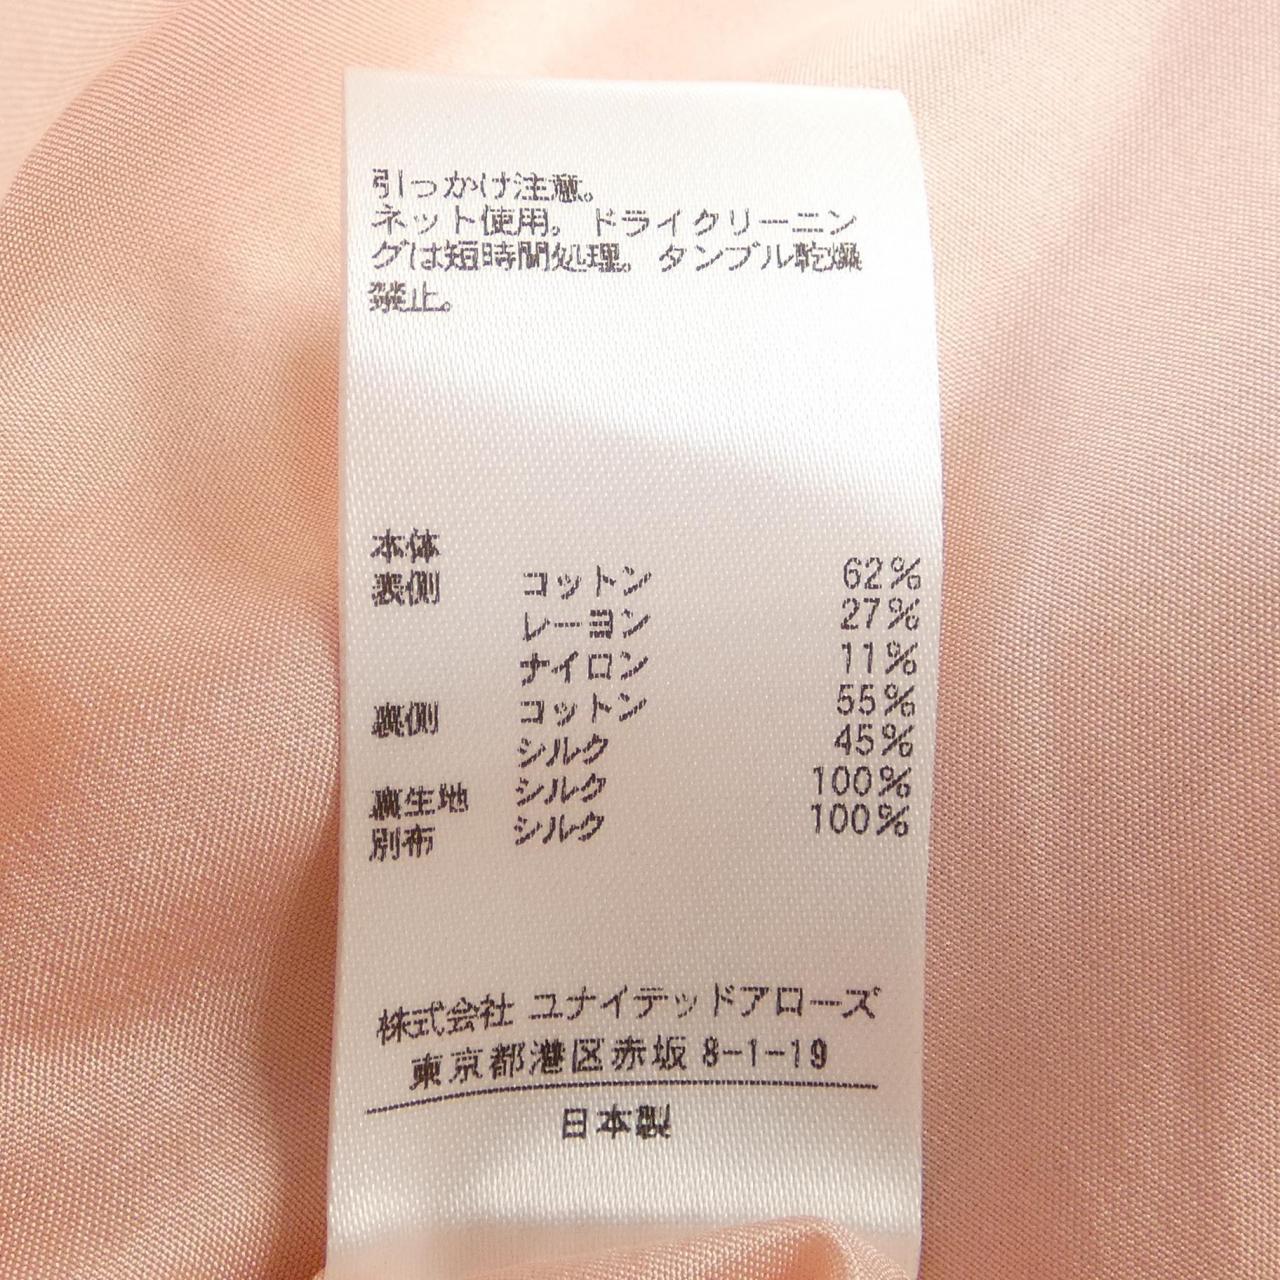 引っかけ注意。
ネット使用。ドライクリーニン
グは短時間処理。タンブル乾燥
禁止。
本体
表側 コットン 62%
レーヨン 27%
ナイロン 11%
裏側 コットン 55%
シルク 45%
裏生地 シルク 100%
別布 シルク 100%
株式会社 ユナイテッドアローズ
東京都港区赤坂 8-1-19
日本製